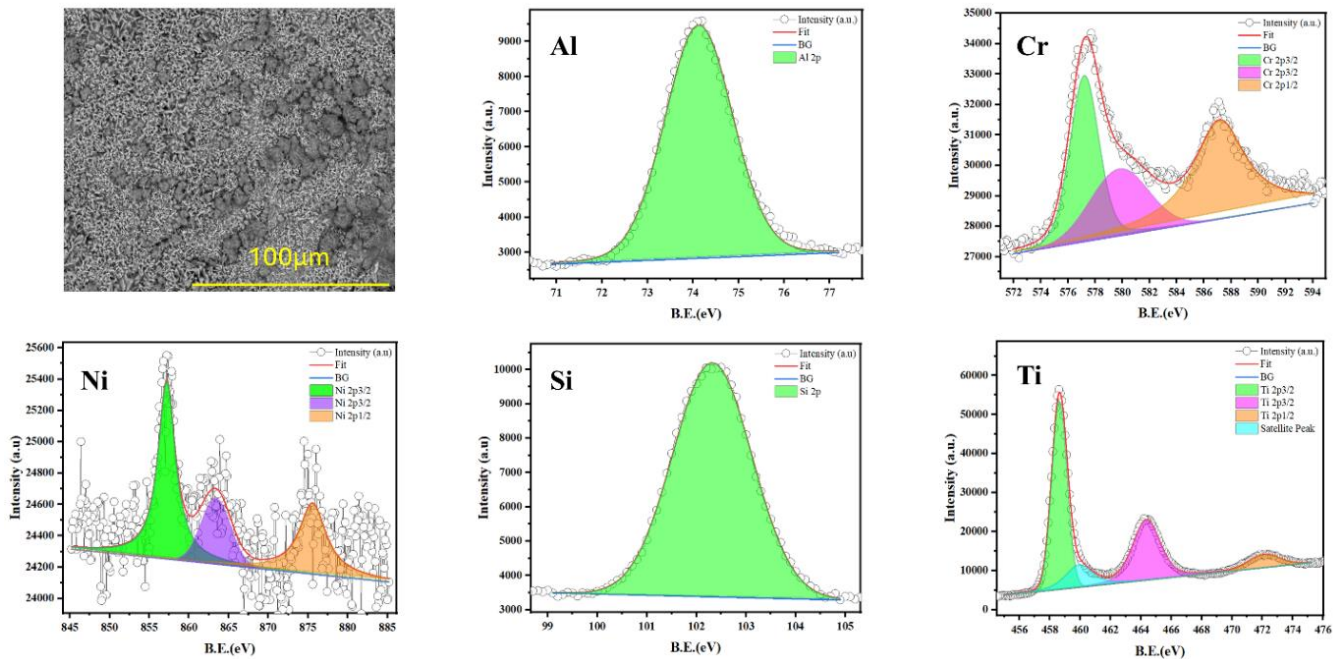 100μm
Al
Intensity (a.u.)
Fit
BG
Al 2p
Intensity (a.u.)
9000
8000
7000
6000
5000
4000
3000
71 72 73 74 75 76 77
B.E.(eV)
Cr
Intensity (a.u.)
Fit
BG
Cr 2p3/2
Cr 2p3/2
Cr 2p1/2
Intensity (a.u.)
35000
34000
33000
32000
31000
30000
29000
28000
27000
572 574 576 578 580 582 584 586 588 590 592 594
B.E.(eV)
Ni
Intensity (a.u)
Fit
BG
Ni 2p3/2
Ni 2p3/2
Ni 2p1/2
Intensity (a.u)
25600
25400
25200
25000
24800
24600
24400
24200
24000
845 850 855 860 865 870 875 880 885
B.E.(eV)
Si
Intensity (a.u)
Fit
BG
Si 2p
Intensity (a.u)
10000
9000
8000
7000
6000
5000
4000
3000
99 100 101 102 103 104 105
B.E.(eV)
Ti
Intensity (a.u.)
Fit
BG
Ti 2p3/2
Ti 2p3/2
Ti 2p1/2
Satellite Peak
Intensity (a.u.)
60000
50000
40000
30000
20000
10000
0
456 458 460 462 464 466 468 470 472 474 476
B.E.(eV)